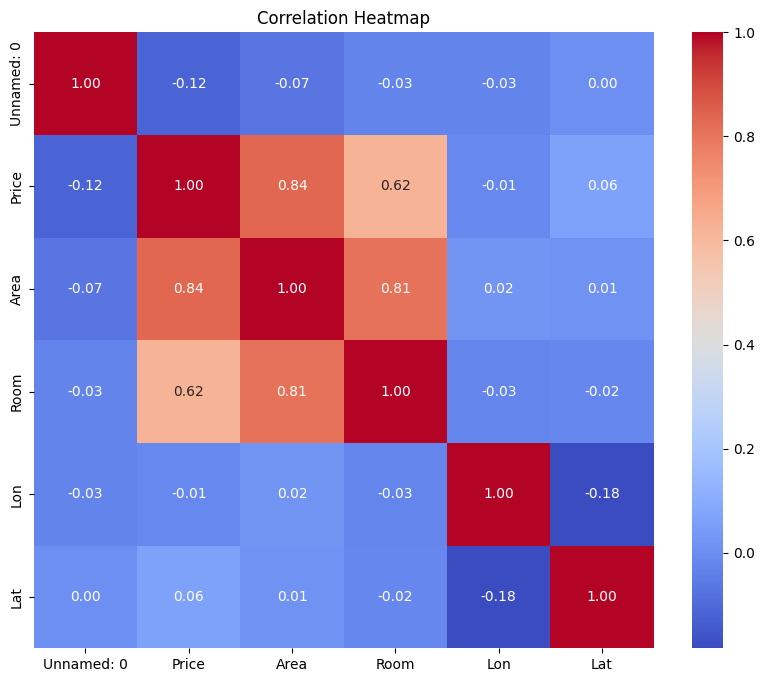 Correlation Heatmap
Unnamed: 0 1.00 -0.12 -0.07 -0.03 -0.03 0.00
Price -0.12 1.00 0.84 0.62 -0.01 0.06
Area -0.07 0.84 1.00 0.81 0.02 0.01
Room -0.03 0.62 0.81 1.00 -0.03 -0.02
Lon -0.03 -0.01 0.02 -0.03 1.00 -0.18
Lat 0.00 0.06 0.01 -0.02 -0.18 1.00
Unnamed: 0 Price Area Room Lon Lat
1.0
0.8
0.6
0.4
0.2
0.0